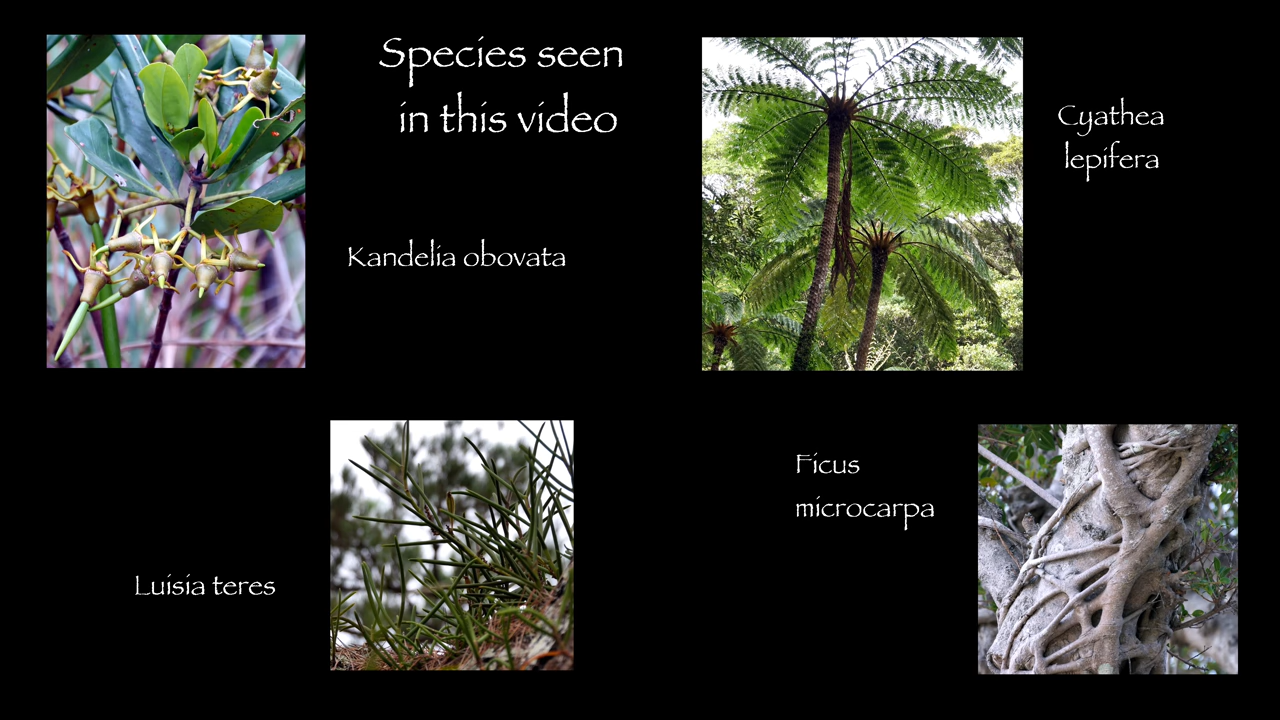 Species seen
in this video
Kandelia obovata
Cyathea
lepifera
Luisia teres
Ficus
microcarpa